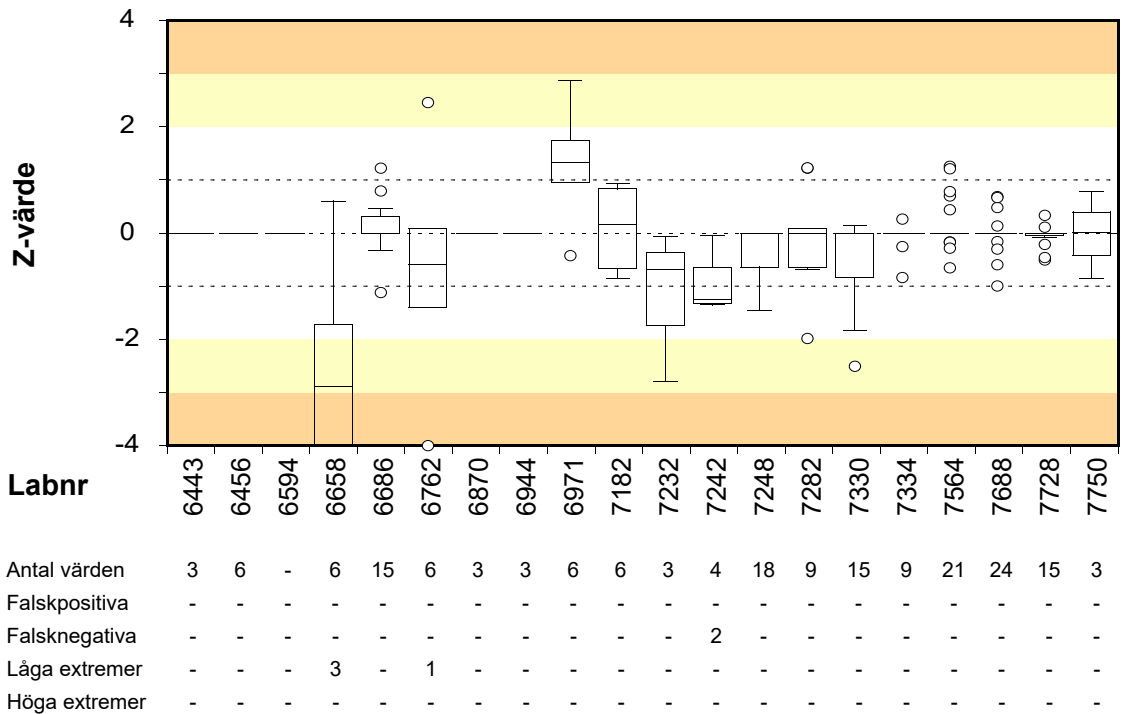 4
2
0
-2
-4
Z-värde
Labnr 6443 6456 6594 6658 6686 6762 6870 6944 6971 7182 7232 7242 7248 7282 7330 7334 7564 7688 7728 7750
Antal värden 3 6 - 6 15 6 3 3 6 6 3 4 18 9 15 9 21 24 15 3
Falskpositiva - - - - - - - - - - - - - - - - - - - -
Falsknegativa - - - - - - - - - - - 2 - - - - - - - -
Låga extremer - - - 3 - 1 - - - - - - - - - - - - - -
Höga extremer - - - - - - - - - - - - - - - - - - - -